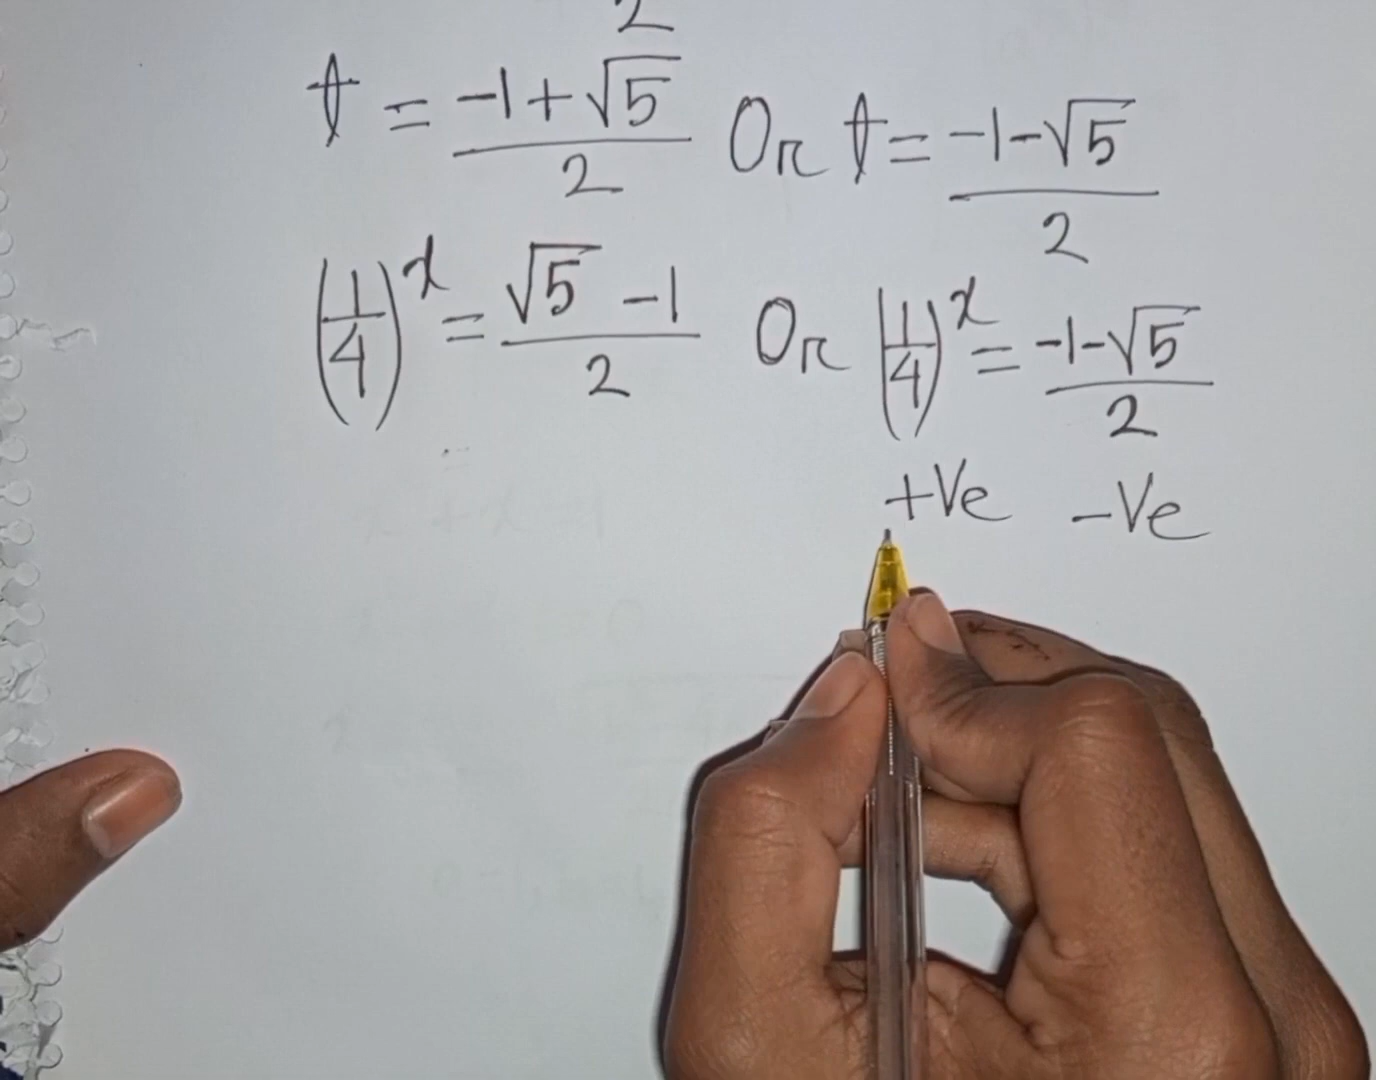 2
t = (-1+√5)/2 Or t = (-1-√5)/2
(1/4)^x = (√5 -1)/2 Or (1/4)^x = (-1-√5)/2
+Ve -Ve